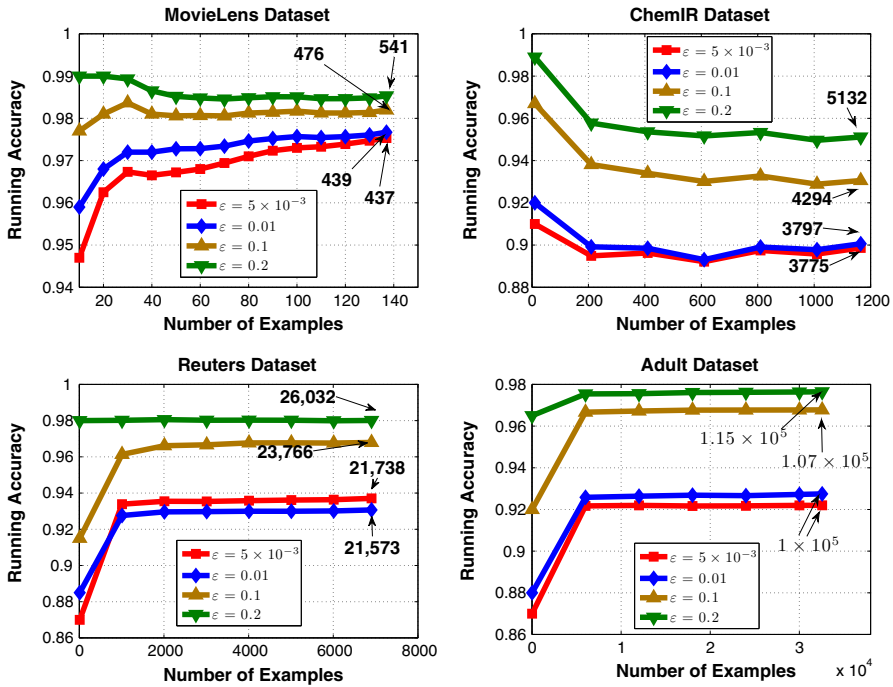 MovieLens Dataset
1
0.99
0.98
0.97
0.96
0.95
0.94
Running Accuracy
476
541
439
437
ε = 5 × 10⁻³
ε = 0.01
ε = 0.1
ε = 0.2
20 40 60 80 100 120 140
Number of Examples
ChemIR Dataset
1
0.98
0.96
0.94
0.92
0.9
0.88
Running Accuracy
ε = 5 × 10⁻³
ε = 0.01
ε = 0.1
ε = 0.2
5132
4294
3797
3775
0 200 400 600 800 1000 1200
Number of Examples
Reuters Dataset
1
0.98
0.96
0.94
0.92
0.9
0.88
0.86
Running Accuracy
26,032
23,766
21,738
21,573
ε = 5 × 10⁻³
ε = 0.01
ε = 0.1
ε = 0.2
0 2000 4000 6000 8000
Number of Examples
Adult Dataset
0.98
0.96
0.94
0.92
0.9
0.88
0.86
Running Accuracy
1.15 × 10⁵
1.07 × 10⁵
1 × 10⁵
ε = 5 × 10⁻³
ε = 0.01
ε = 0.1
ε = 0.2
0 1 2 3
x 10⁴
Number of Examples